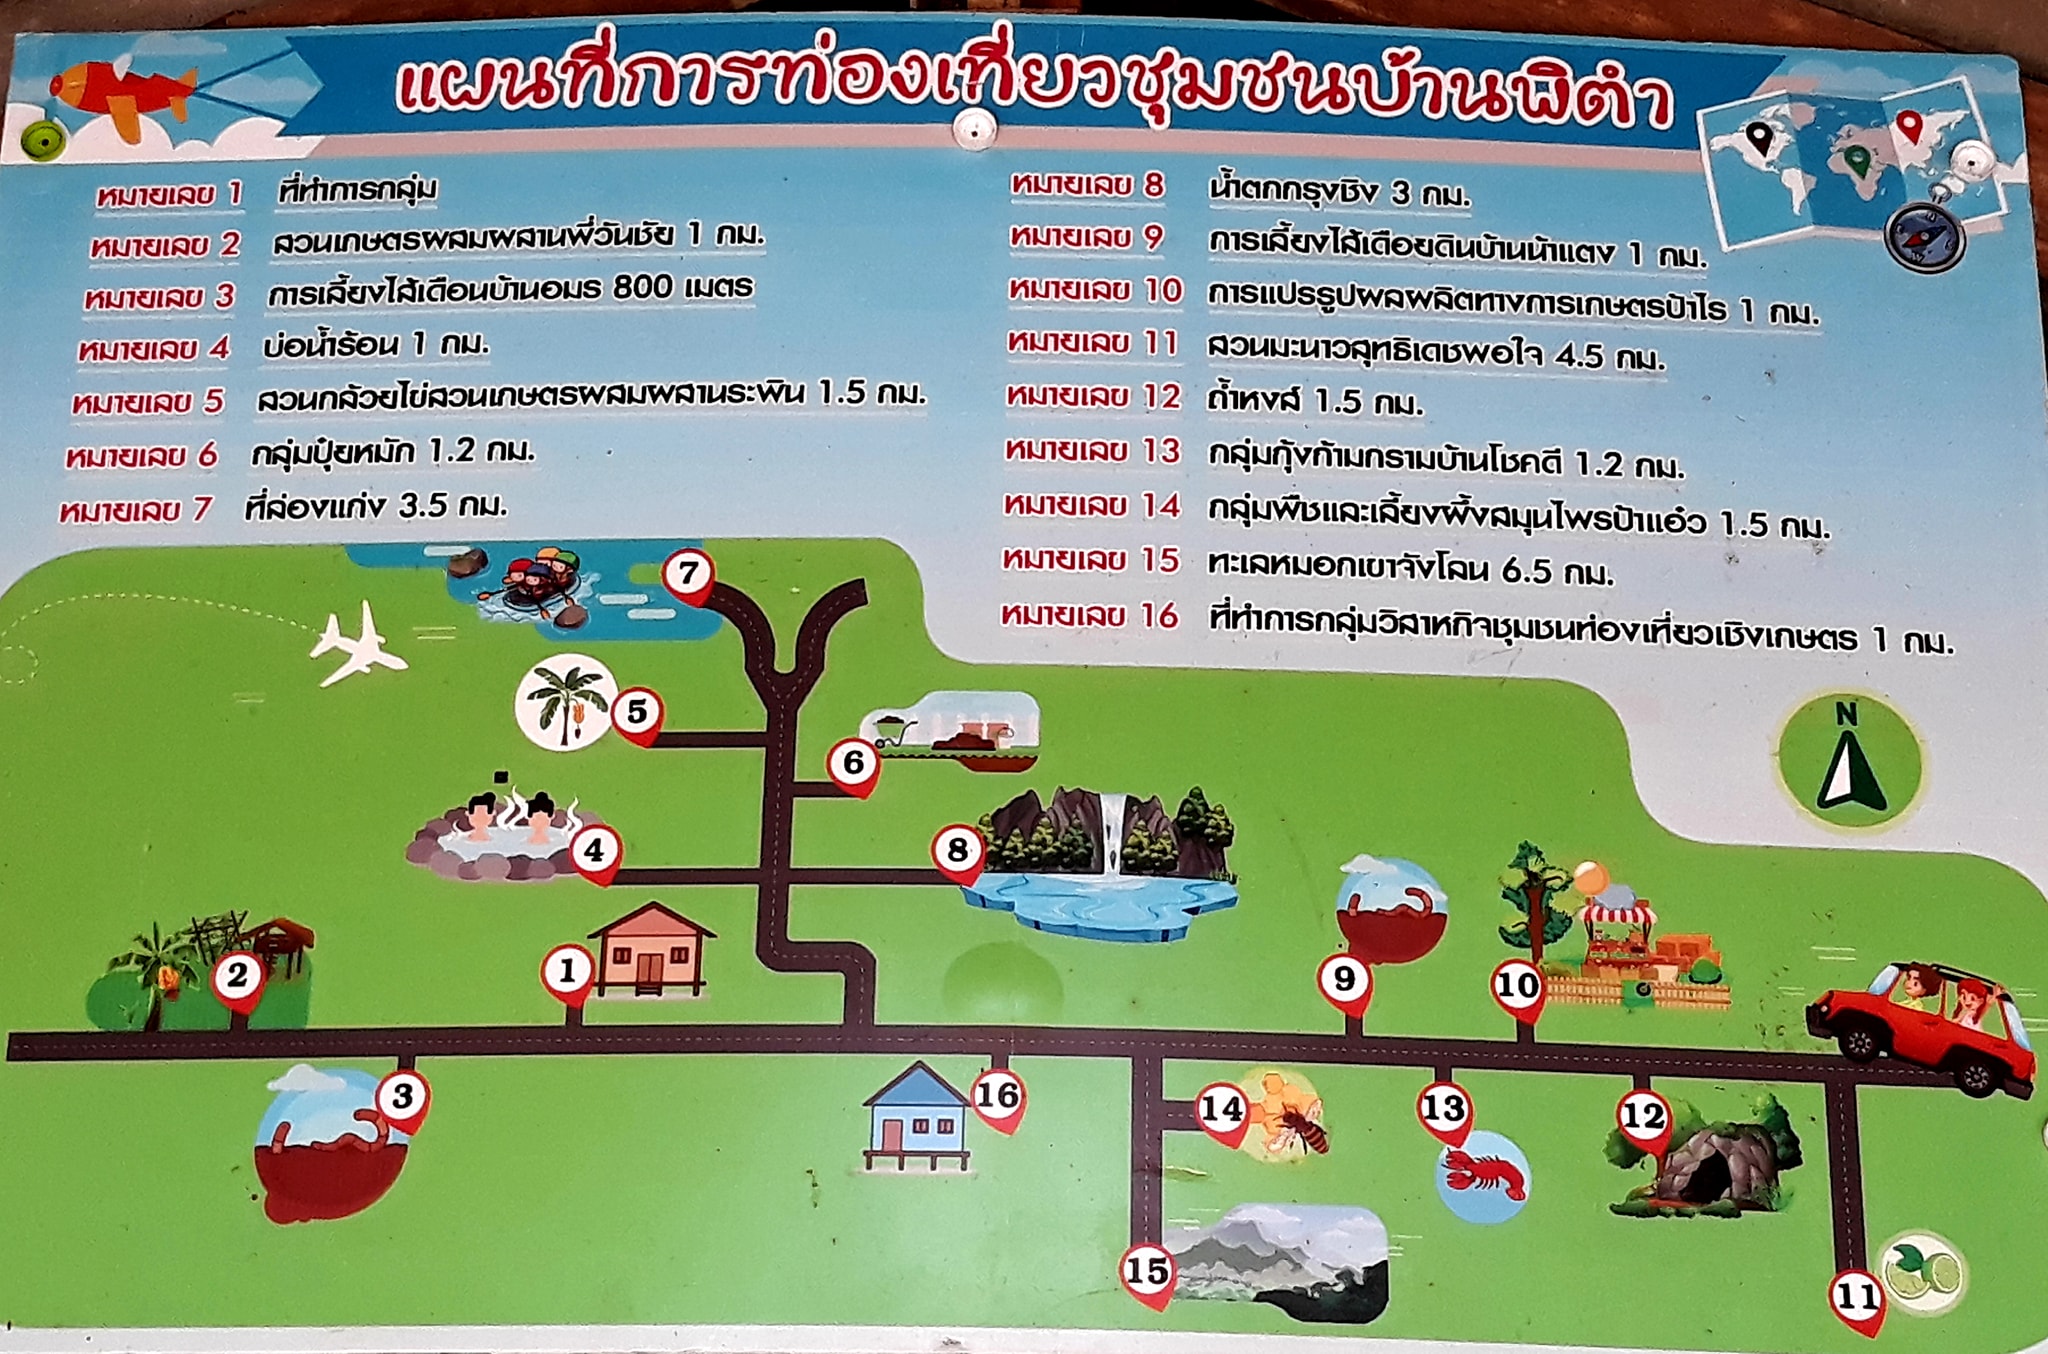 แผนที่การท่องเที่ยวชุมชนบ้านพิตำ
หมายเลข 1 ที่ทำการกลุ่ม
หมายเลข 2 สวนเกษตรผสมผสานพี่วันชัย 1 กม.
หมายเลข 3 การเลี้ยงไส้เดือนบ้านอมร 800 เมตร
หมายเลข 4 บ่อน้ำร้อน 1 กม.
หมายเลข 5 สวนกล้วยไข่สวนเกษตรผสมผสานระพิน 1.5 กม.
หมายเลข 6 กลุ่มปุ๋ยหมัก 1.2 กม.
หมายเลข 7 ที่ล่องแก่ง 3.5 กม.
หมายเลข 8 น้ำตกกรุงชิง 3 กม.
หมายเลข 9 การเลี้ยงไส้เดือยดินบ้านน้าแตง 1 กม.
หมายเลข 10 การแปรรูปผลผลิตทางการเกษตรป้าไร 1 กม.
หมายเลข 11 สวนมะนาวสุทธิเดชพอใจ 4.5 กม.
หมายเลข 12 ถ้ำหงส์ 1.5 กม.
หมายเลข 13 กลุ่มกุ้งก้ามกรามบ้านโชคดี 1.2 กม.
หมายเลข 14 กลุ่มพืชและเลี้ยงผึ้งสมุนไพรป้าแอ๋ว 1.5 กม.
หมายเลข 15 ทะเลหมอกเขาจังโลน 6.5 กม.
หมายเลข 16 ที่ทำการกลุ่มวิสาหกิจชุมชนท่องเที่ยวเชิงเกษตร 1 กม.
7
5
6
N
4
8
2
1
9
10
3
16
14
13
12
15
11